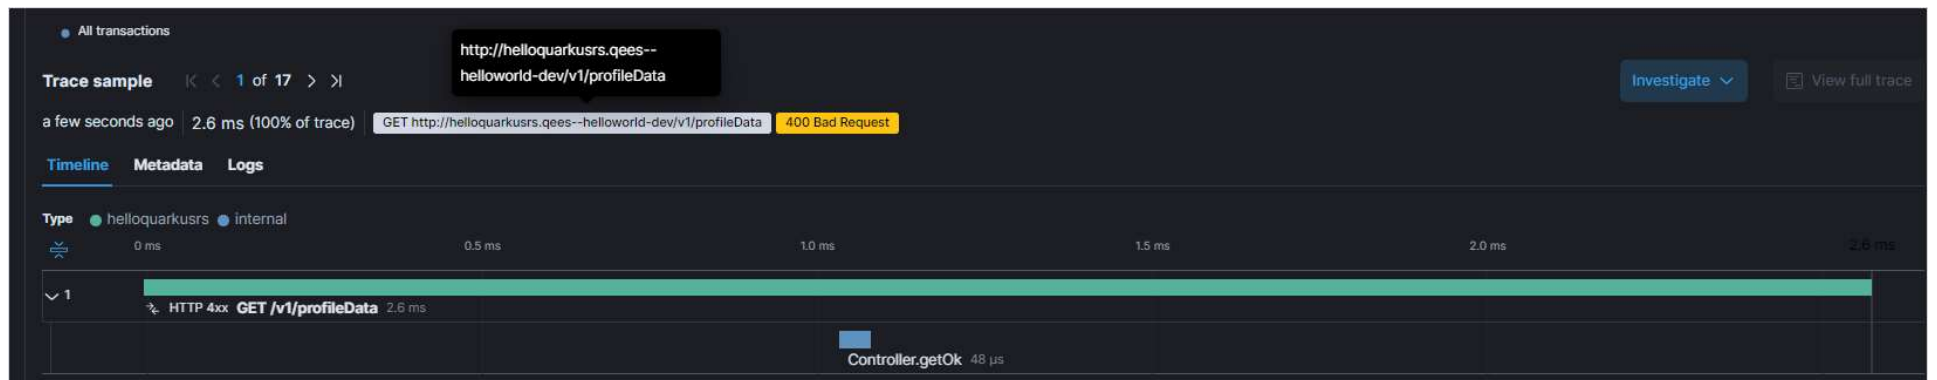 All transactions
http://helloquarkusrs.qees--
helloworld-dev/v1/profileData
Trace sample 1 of 17 Investigate View full trace
a few seconds ago 2.6 ms (100% of trace) GET http://helloquarkusrs.qees--helloworld-dev/v1/profileData 400 Bad Request
Timeline Metadata Logs
Type helloquarkusrs internal
0 ms 0.5 ms 1.0 ms 1.5 ms 2.0 ms 2.6 ms
1
HTTP 4xx GET /v1/profileData 2.6 ms
Controller.getOk 48 μs